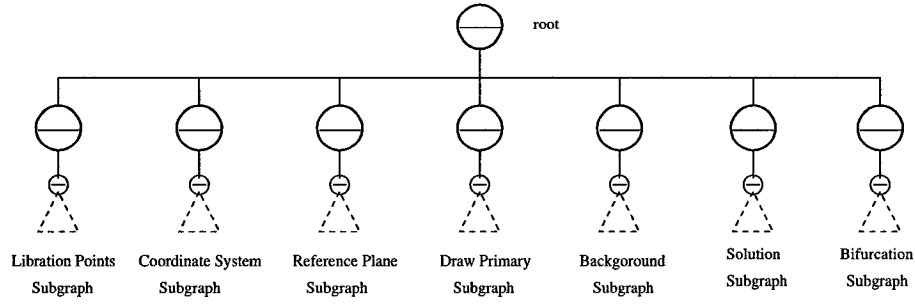 root
Libration Points Coordinate System Reference Plane Draw Primary Backgoround Solution Bifurcation
Subgraph Subgraph Subgraph Subgraph Subgraph Subgraph Subgraph